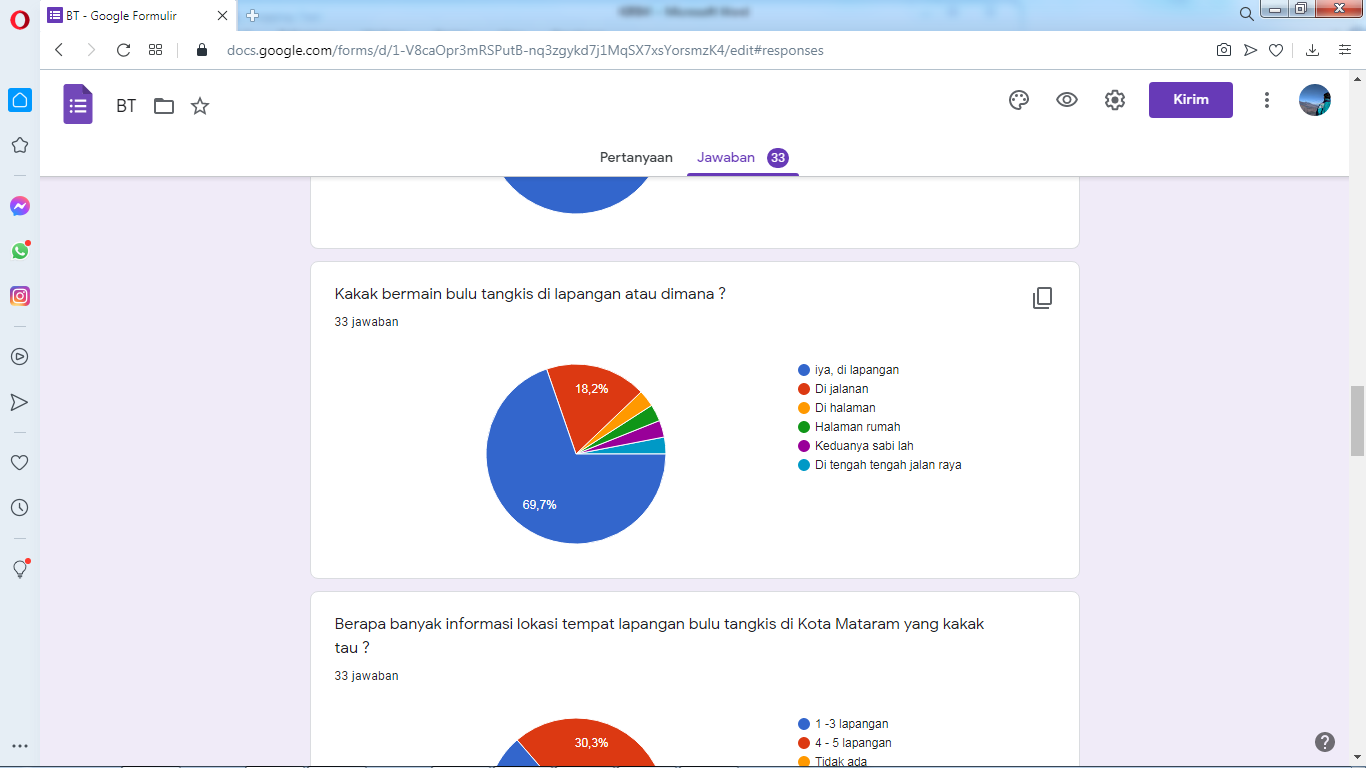 BT - Google Formulir
docs.google.com/forms/d/1-V8caOpr3mRSPutB-nq3zgykd7j1MqSX7xsYorsmzK4/edit#responses
BT
Kirim
Pertanyaan
Jawaban 33
Kakak bermain bulu tangkis di lapangan atau dimana ?
33 jawaban
18,2%
69,7%
iya, di lapangan
Di jalanan
Di halaman
Halaman rumah
Keduanya sabi lah
Di tengah tengah jalan raya
Berapa banyak informasi lokasi tempat lapangan bulu tangkis di Kota Mataram yang kakak
tau ?
33 jawaban
30,3%
1 -3 lapangan
4 - 5 lapangan
Tidak ada